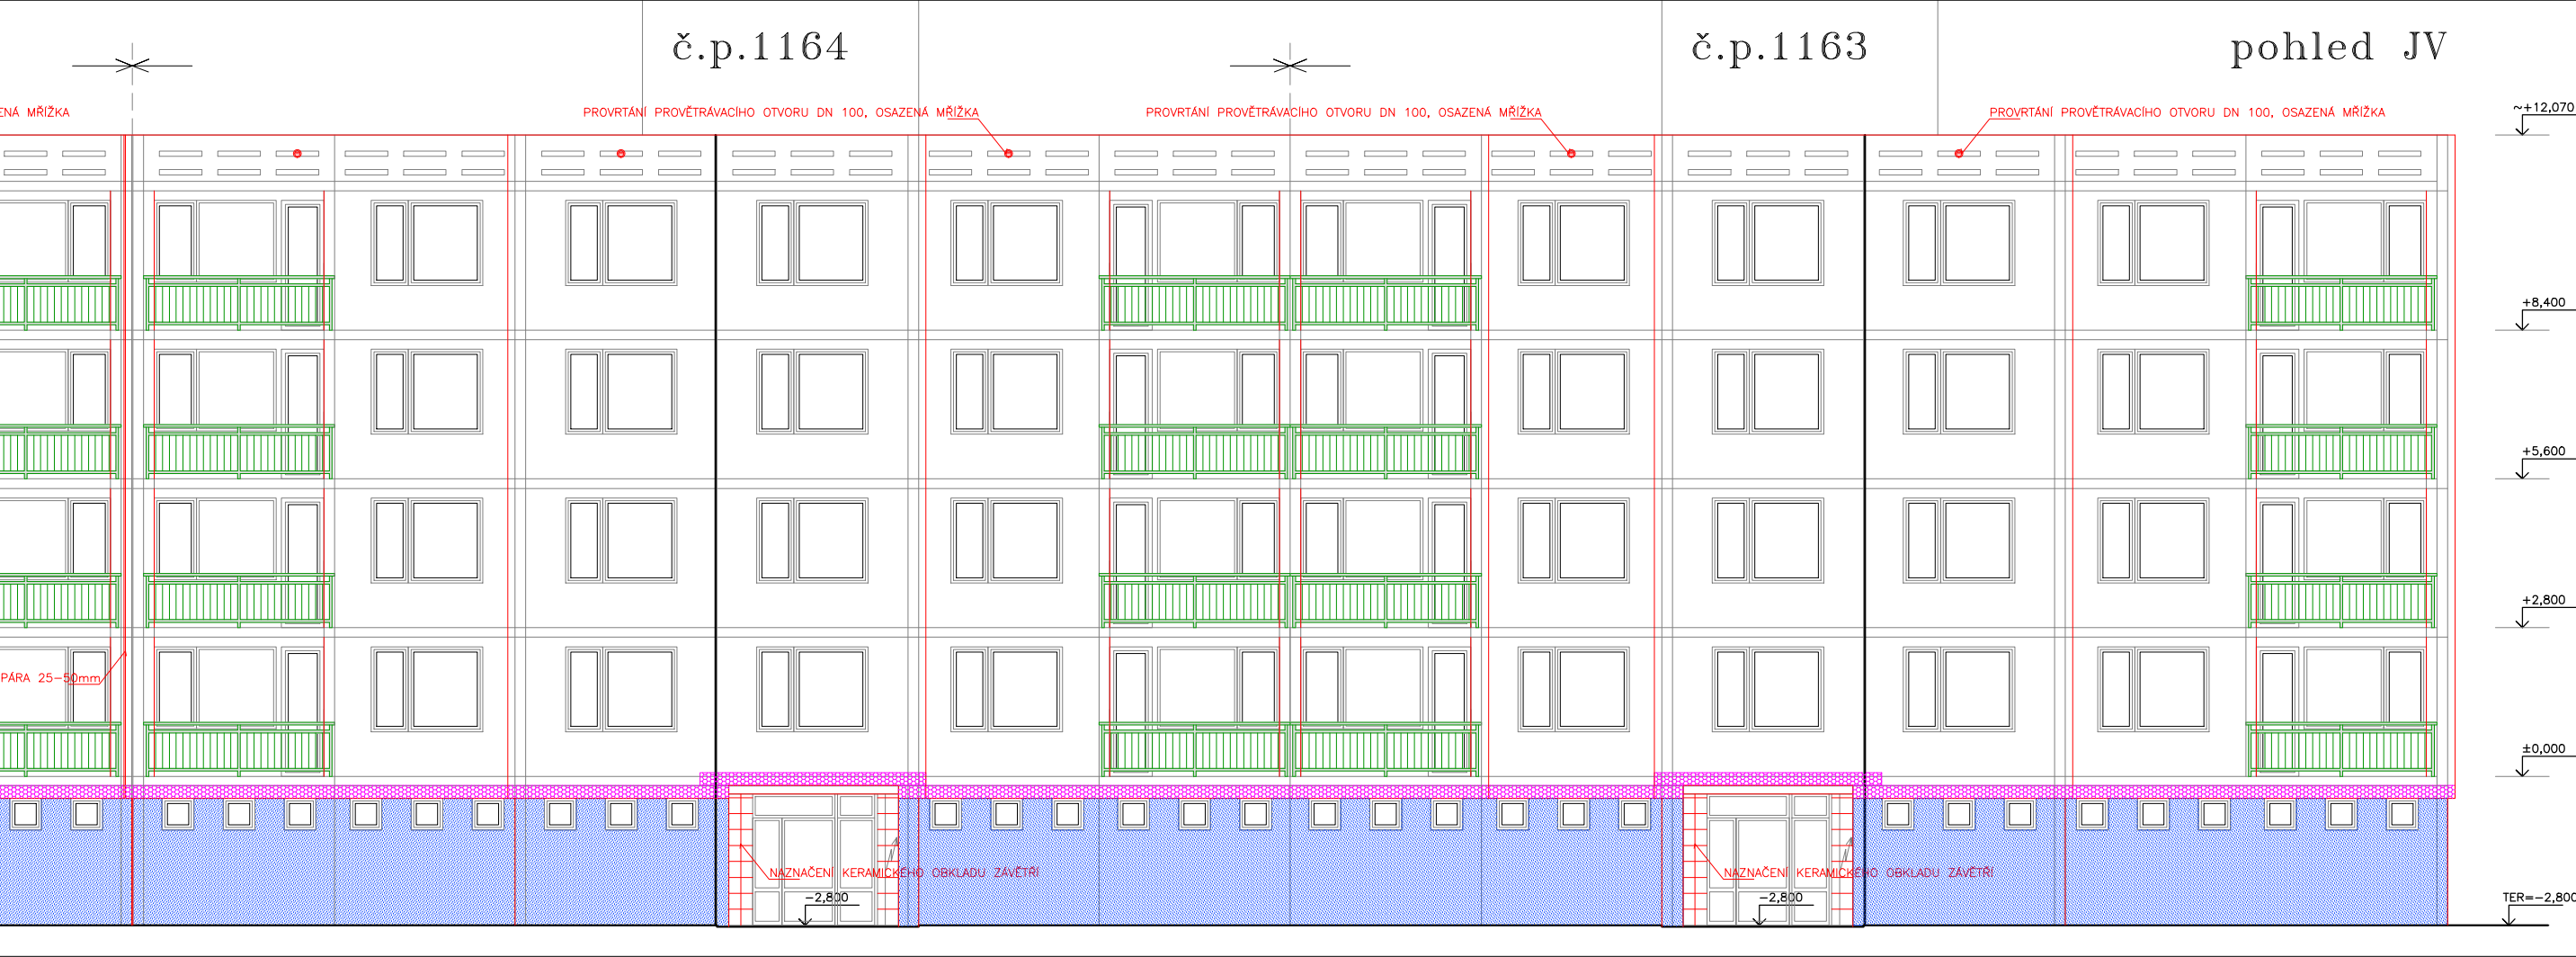 č.p.1164
č.p.1163
pohled JV
~+12,070
ENÁ MŘÍŽKA
PROVRTÁNÍ PROVĚTRÁVACÍHO OTVORU DN 100, OSAZENÁ MŘÍŽKA
PROVRTÁNÍ PROVĚTRÁVACÍHO OTVORU DN 100, OSAZENÁ MŘÍŽKA
PROVRTÁNÍ PROVĚTRÁVACÍHO OTVORU DN 100, OSAZENÁ MŘÍŽKA
+8,400
+5,600
+2,800
PÁRA 25-50mm
±0,000
NAZNAČENÍ KERAMICKÉHO OBKLADU ZÁVĚTŘÍ
NAZNAČENÍ KERAMICKÉHO OBKLADU ZÁVĚTŘÍ
-2,800
-2,800
TER=-2,800